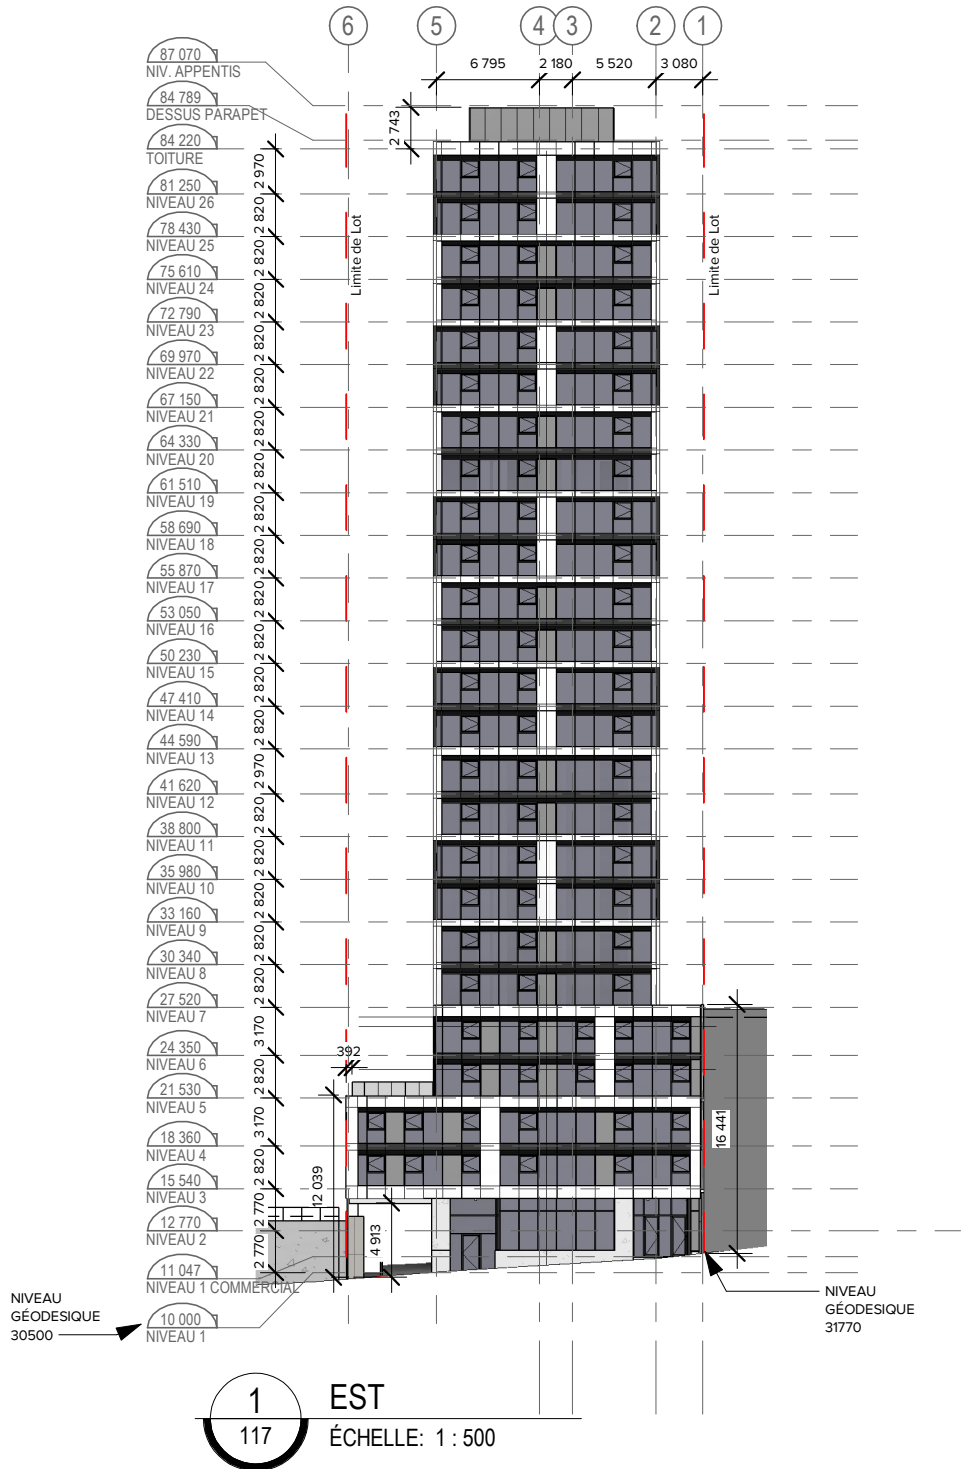 6 5 4 3 2 1
6 795 2 180 5 520 3 080
87 070
NIV. APPENTIS
84 789
DESSUS PARAPET
2 743
84 220
TOITURE
2 970
81 250
NIVEAU 26
2 820
78 430
NIVEAU 25
2 820
75 610
NIVEAU 24
2 820
72 790
NIVEAU 23
2 820
69 970
NIVEAU 22
2 820
67 150
NIVEAU 21
2 820
64 330
NIVEAU 20
2 820
61 510
NIVEAU 19
2 820
58 690
NIVEAU 18
2 820
55 870
NIVEAU 17
2 820
53 050
NIVEAU 16
2 820
50 230
NIVEAU 15
2 820
47 410
NIVEAU 14
2 820
44 590
NIVEAU 13
2 970
41 620
NIVEAU 12
2 820
38 800
NIVEAU 11
2 820
35 980
NIVEAU 10
2 820
33 160
NIVEAU 9
2 820
30 340
NIVEAU 8
2 820
27 520
NIVEAU 7
3 170
24 350
NIVEAU 6
2 820
21 530
NIVEAU 5
3 170
18 360
NIVEAU 4
2 820
15 540
NIVEAU 3
2 770
12 770
NIVEAU 2
2 770
11 047
NIVEAU 1 COMMERCIAL
10 000
NIVEAU 1
Limite de Lot
Limite de Lot
392
12 039
4 913
16 441
NIVEAU
GÉODESIQUE
30500
NIVEAU
GÉODESIQUE
31770
1
117
EST
ÉCHELLE: 1 : 500